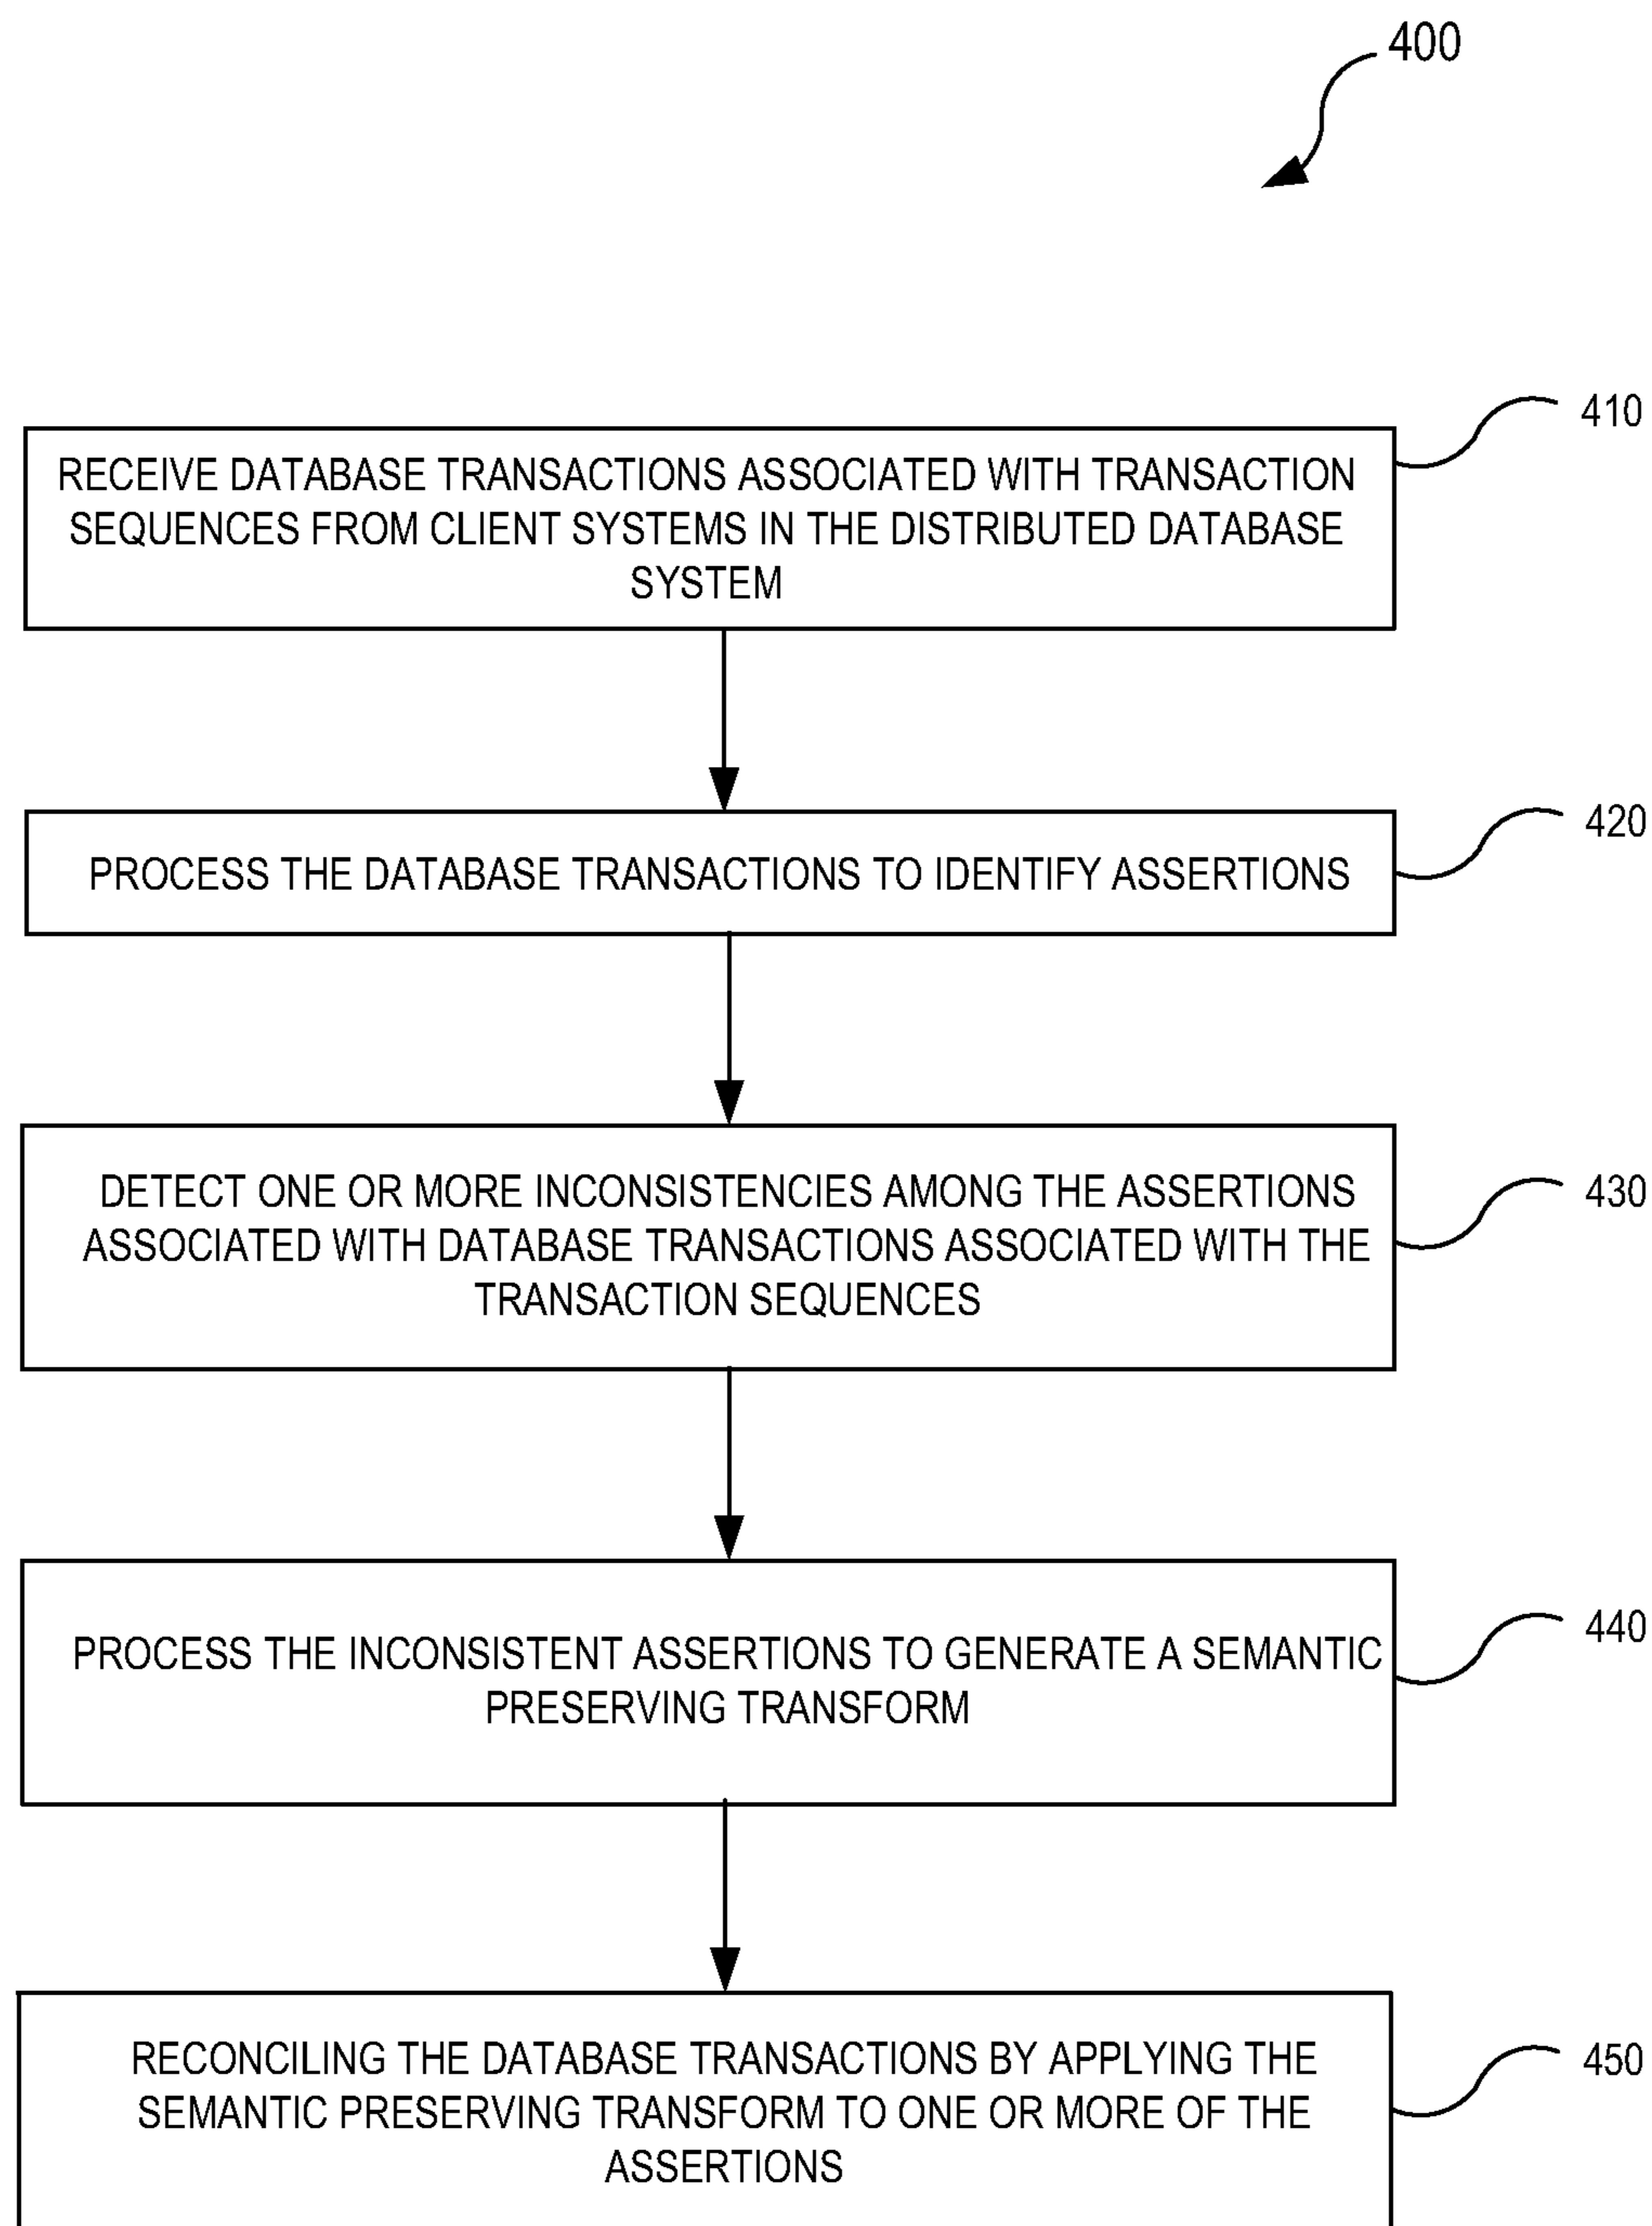 400
410
RECEIVE DATABASE TRANSACTIONS ASSOCIATED WITH TRANSACTION
SEQUENCES FROM CLIENT SYSTEMS IN THE DISTRIBUTED DATABASE
SYSTEM
420
PROCESS THE DATABASE TRANSACTIONS TO IDENTIFY ASSERTIONS
430
DETECT ONE OR MORE INCONSISTENCIES AMONG THE ASSERTIONS
ASSOCIATED WITH DATABASE TRANSACTIONS ASSOCIATED WITH THE
TRANSACTION SEQUENCES
440
PROCESS THE INCONSISTENT ASSERTIONS TO GENERATE A SEMANTIC
PRESERVING TRANSFORM
450
RECONCILING THE DATABASE TRANSACTIONS BY APPLYING THE
SEMANTIC PRESERVING TRANSFORM TO ONE OR MORE OF THE
ASSERTIONS